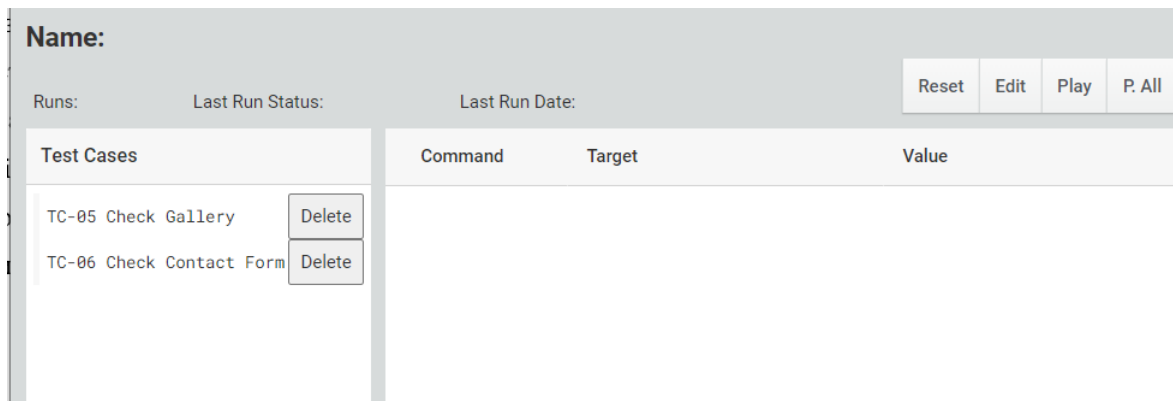 Name:
Reset Edit Play P. All
Runs: Last Run Status: Last Run Date:
Test Cases
Command Target Value
TC-05 Check Gallery Delete
TC-06 Check Contact Form Delete